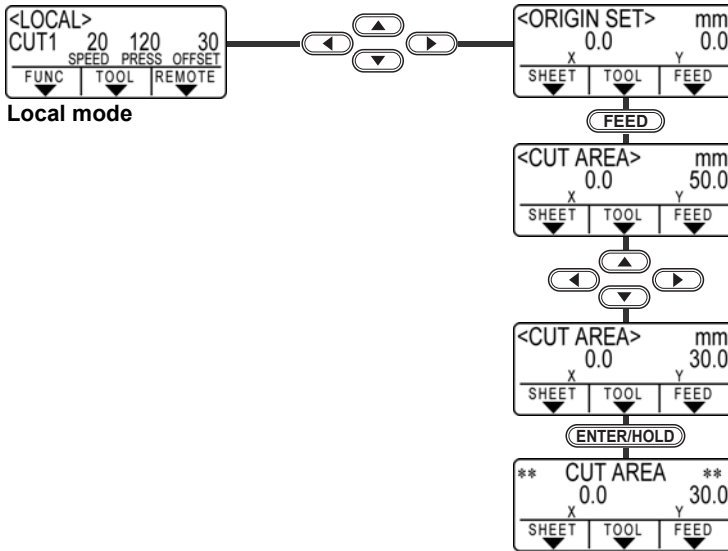 <LOCAL>
CUT1 20 120 30
SPEED PRESS OFFSET
FUNC TOOL REMOTE
Local mode
<ORIGIN SET> mm
0.0 0.0
X Y
SHEET TOOL FEED
FEED
<CUT AREA> mm
0.0 50.0
X Y
SHEET TOOL FEED
<CUT AREA> mm
0.0 30.0
X Y
SHEET TOOL FEED
ENTER/HOLD
** CUT AREA **
0.0 30.0
X Y
SHEET TOOL FEED